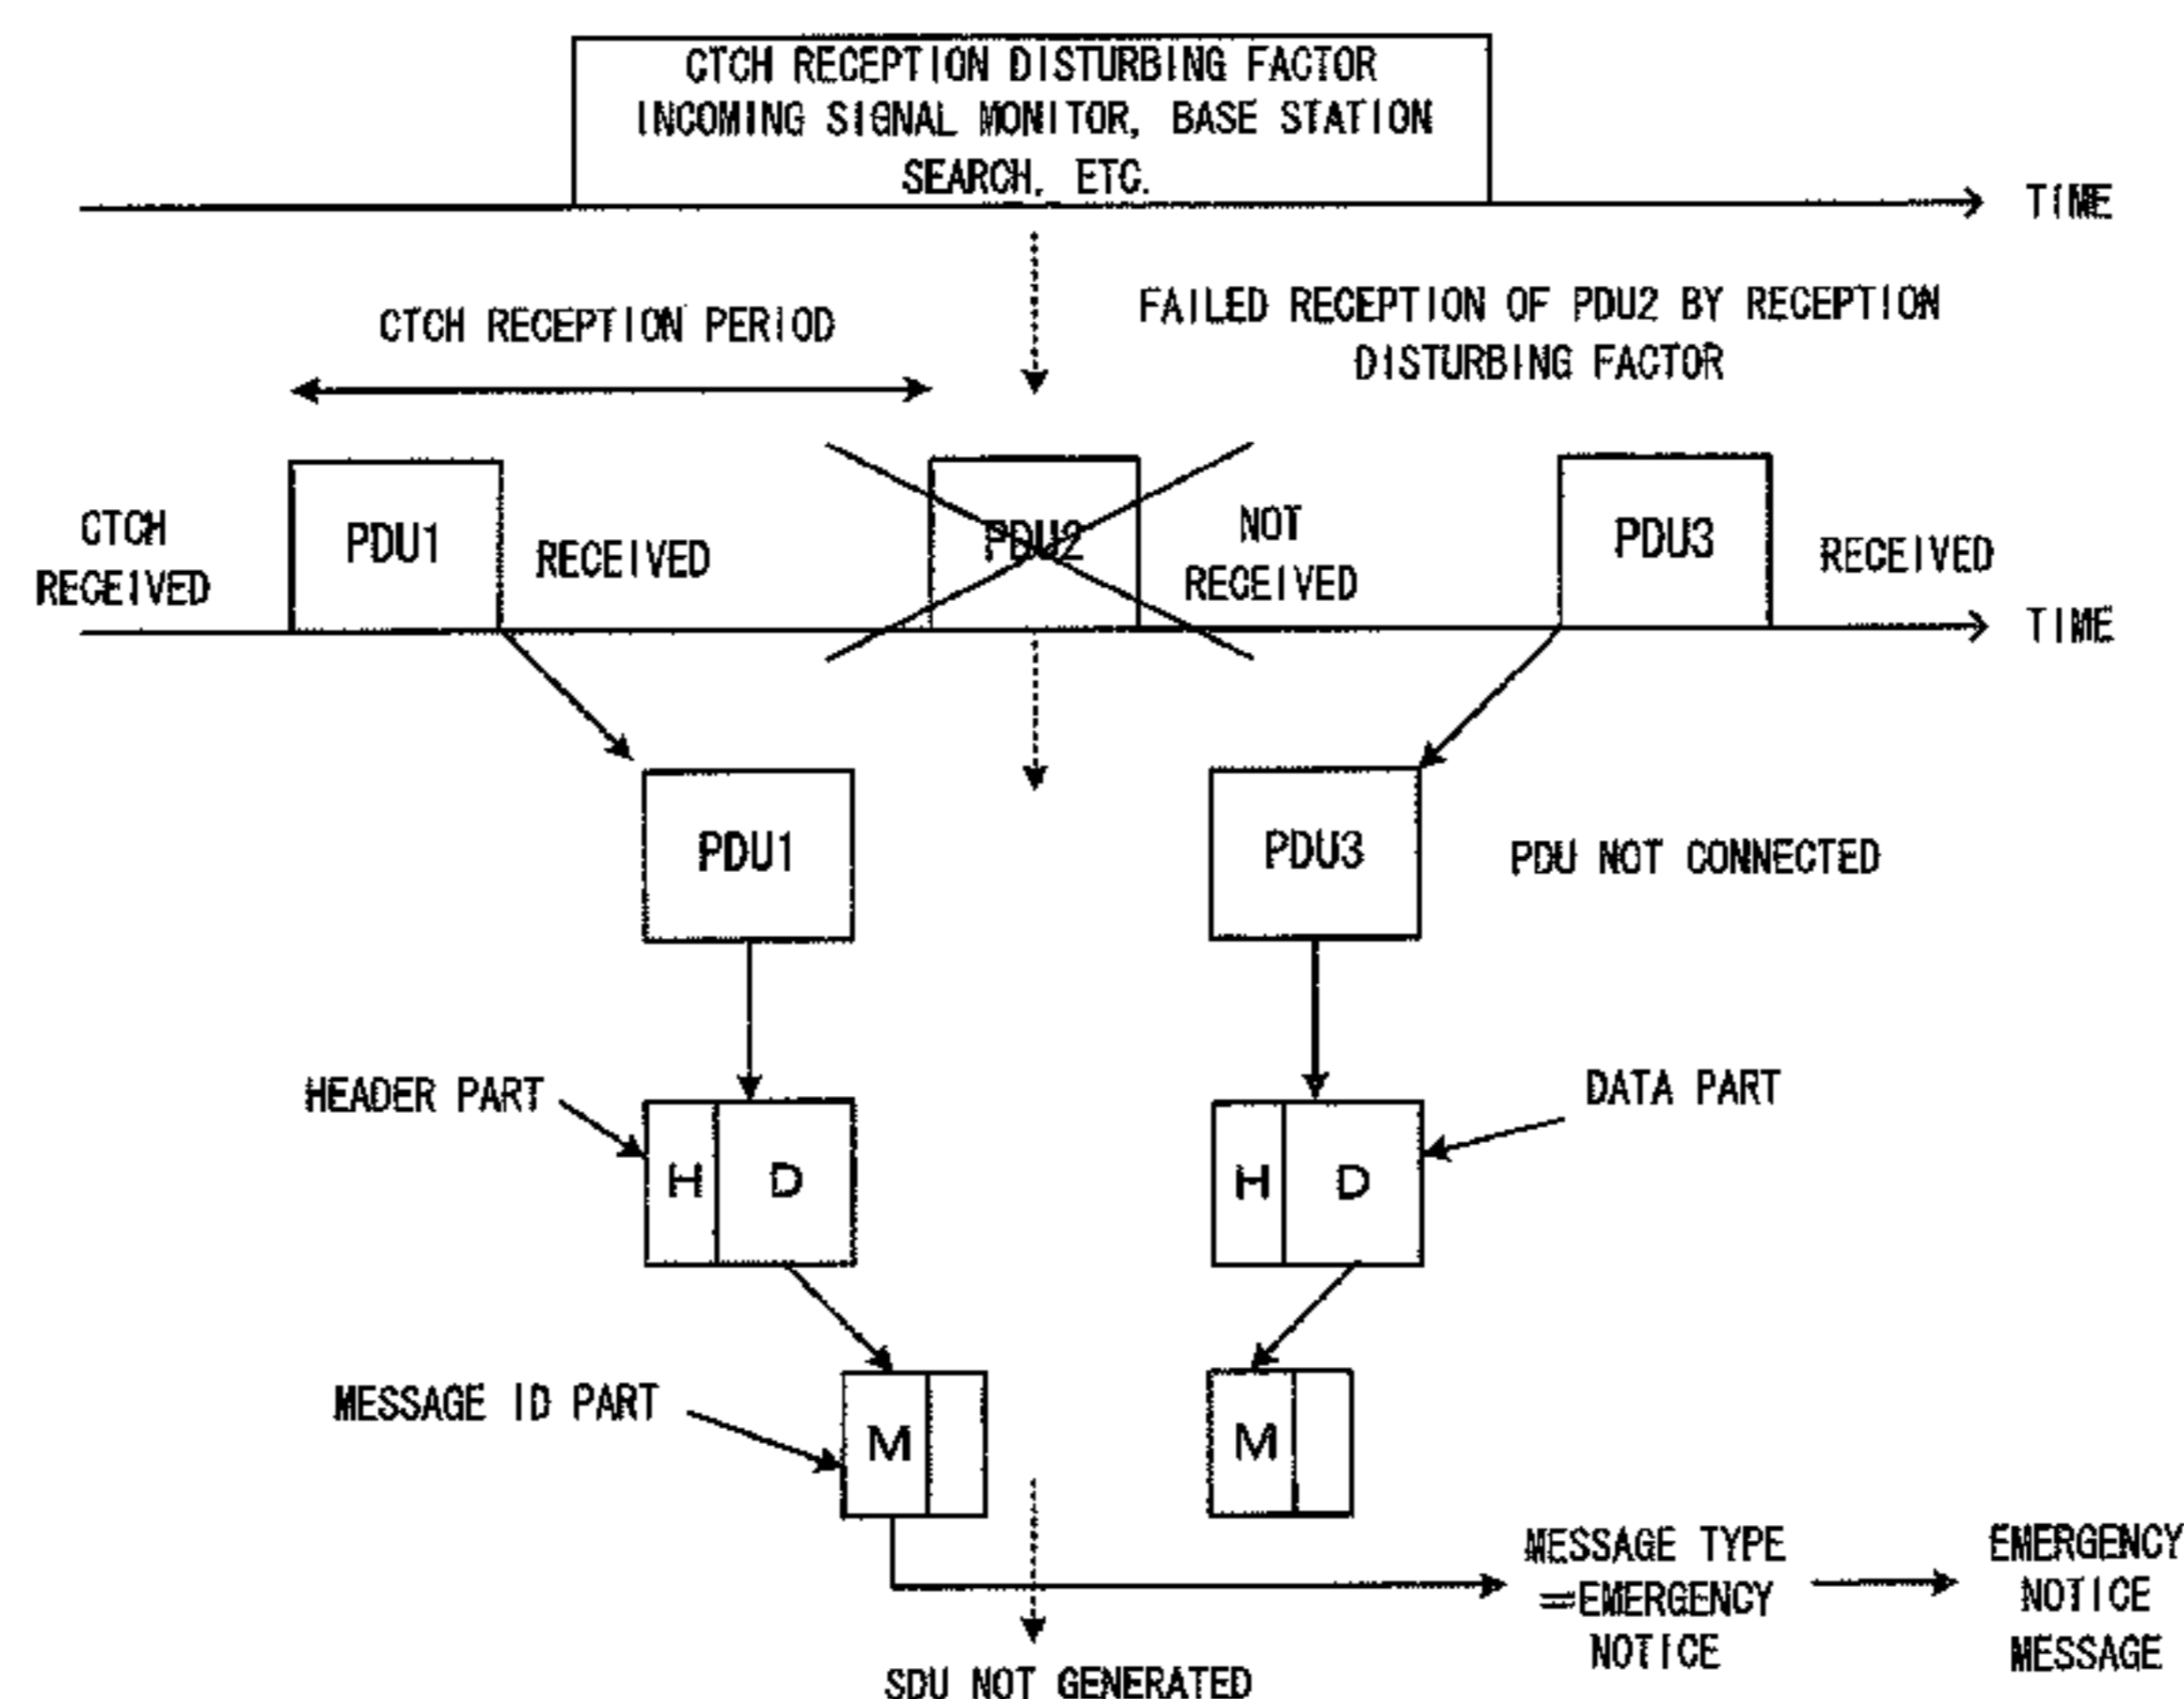 CTCH RECEPTION DISTURBING FACTOR
INCOMING SIGNAL MONITOR, BASE STATION
SEARCH, ETC.
TIME
CTCH RECEPTION PERIOD
FAILED RECEPTION OF PDU2 BY RECEPTION
DISTURBING FACTOR
CTCH
RECEIVED
PDU1
RECEIVED
PDU2
NOT
RECEIVED
PDU3
RECEIVED
TIME
PDU1
PDU3
PDU NOT CONNECTED
HEADER PART
H D
H D
DATA PART
MESSAGE ID PART
M
M
MESSAGE TYPE
=EMERGENCY
NOTICE
EMERGENCY
NOTICE
MESSAGE
SDU NOT GENERATED